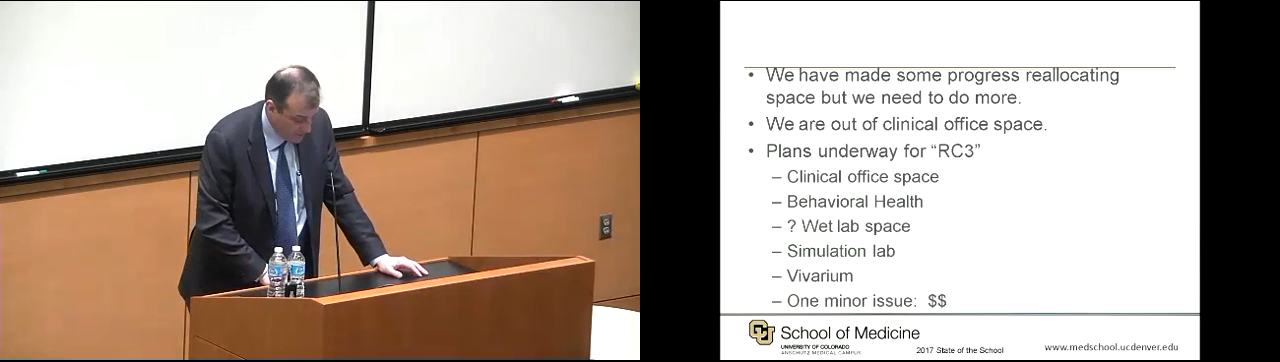 • We have made some progress reallocating
space but we need to do more.
• We are out of clinical office space.
• Plans underway for “RC3”
– Clinical office space
– Behavioral Health
– ? Wet lab space
– Simulation lab
– Vivarium
– One minor issue: $$
CU School of Medicine
UNIVERSITY OF COLORADO
ANSCHUTZ MEDICAL CAMPUS
2017 State of the School
www.medschool.ucdenver.edu